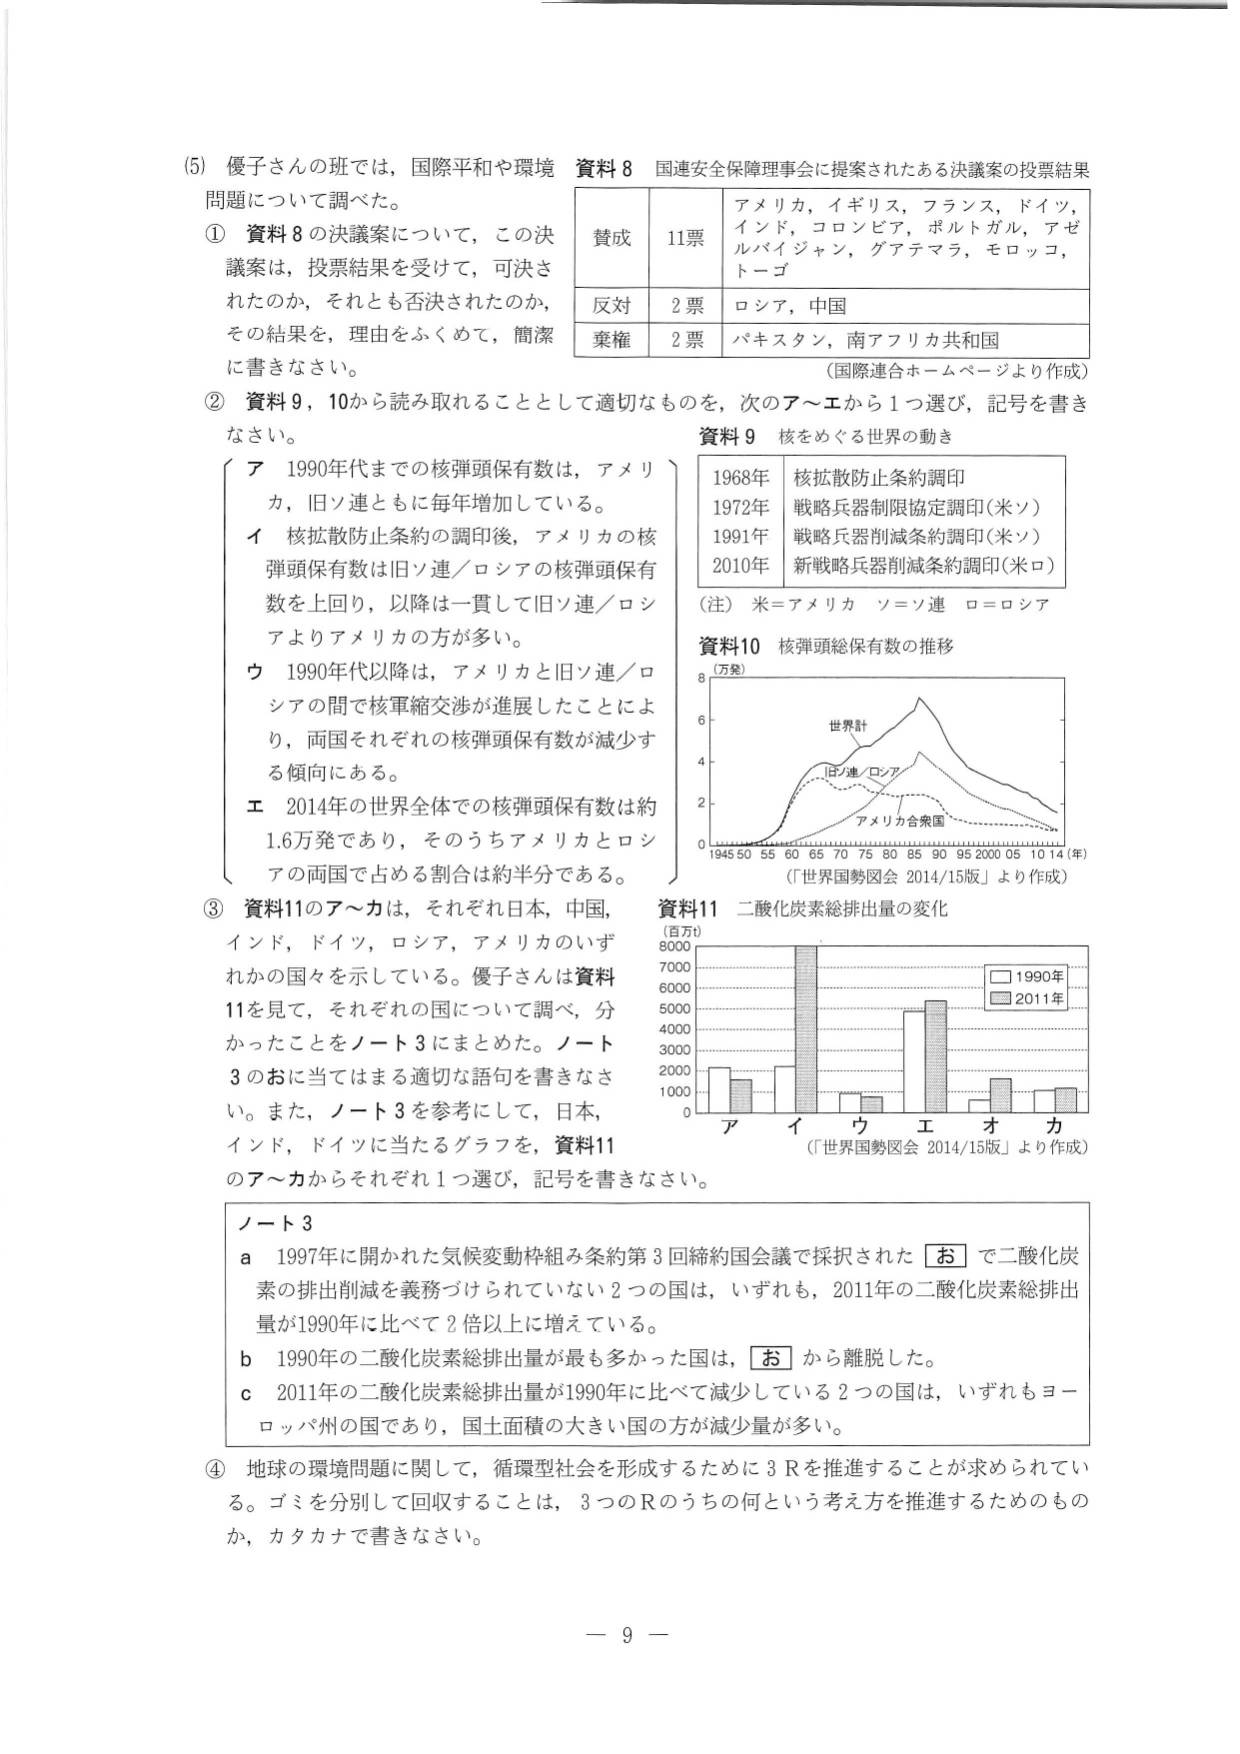 (5) 優子さんの班では，国際平和や環境
問題について調べた。
① 資料8の決議案について，この決
議案は，投票結果を受けて，可決さ
れたのか，それとも否決されたのか，
その結果を，理由をふくめて，簡潔
に書きなさい。
資料8 国連安全保障理事会に提案されたある決議案の投票結果
賛成 11票 アメリカ，イギリス，フランス，ドイツ，
インド，コロンビア，ポルトガル，アゼ
ルバイジャン，グアテマラ，モロッコ，
トーゴ
反対 2票 ロシア，中国
棄権 2票 パキスタン，南アフリカ共和国
（国際連合ホームページより作成）
② 資料9，10から読み取れることとして適切なものを，次のア〜エから1つ選び，記号を書き
なさい。
ア 1990年代までの核弾頭保有数は，アメリ
カ，旧ソ連ともに毎年増加している。
イ 核拡散防止条約の調印後，アメリカの核
弾頭保有数は旧ソ連／ロシアの核弾頭保有
数を上回り，以降は一貫して旧ソ連／ロシ
アよりアメリカの方が多い。
ウ 1990年代以降は，アメリカと旧ソ連／ロ
シアの間で核軍縮交渉が進展したことによ
り，両国それぞれの核弾頭保有数が減少す
る傾向にある。
エ 2014年の世界全体での核弾頭保有数は約
1.6万発であり，そのうちアメリカとロシ
アの両国で占める割合は約半分である。
資料9 核をめぐる世界の動き
1968年 核拡散防止条約調印
1972年 戦略兵器制限協定調印（米ソ）
1991年 戦略兵器削減条約調印（米ソ）
2010年 新戦略兵器削減条約調印（米ロ）
（注） 米＝アメリカ ソ＝ソ連 ロ＝ロシア
資料10 核弾頭総保有数の推移
（万発）
8
6
4
2
0
世界計
旧ソ連／ロシア
アメリカ合衆国
1945 50 55 60 65 70 75 80 85 90 95 2000 05 10 14（年）
（「世界国勢図会 2014/15版」より作成）
③ 資料11のア〜カは，それぞれ日本，中国，
インド，ドイツ，ロシア，アメリカのいず
れかの国々を示している。優子さんは資料
11を見て，それぞれの国について調べ，分
かったことをノート3にまとめた。ノート
3のおに当てはまる適切な語句を書きなさ
い。また，ノート3を参考にして，日本，
インド，ドイツに当たるグラフを，資料11
のア〜カからそれぞれ1つ選び，記号を書きなさい。
資料11 二酸化炭素総排出量の変化
（百万t）
8000
7000
6000
5000
4000
3000
2000
1000
0
1990年
2011年
ア イ ウ エ オ カ
（「世界国勢図会 2014/15版」より作成）
ノート3
a 1997年に開かれた気候変動枠組み条約第3回締約国会議で採択された お で二酸化炭
素の排出削減を義務づけられていない2つの国は，いずれも，2011年の二酸化炭素総排出
量が1990年に比べて2倍以上に増えている。
b 1990年の二酸化炭素総排出量が最も多かった国は， お から離脱した。
c 2011年の二酸化炭素総排出量が1990年に比べて減少している2つの国は，いずれもヨー
ロッパ州の国であり，国土面積の大きい国の方が減少量が多い。
④ 地球の環境問題に関して，循環型社会を形成するために3Rを推進することが求められてい
る。ゴミを分別して回収することは，3つのRのうちの何という考え方を推進するためのもの
か，カタカナで書きなさい。
— 9 —